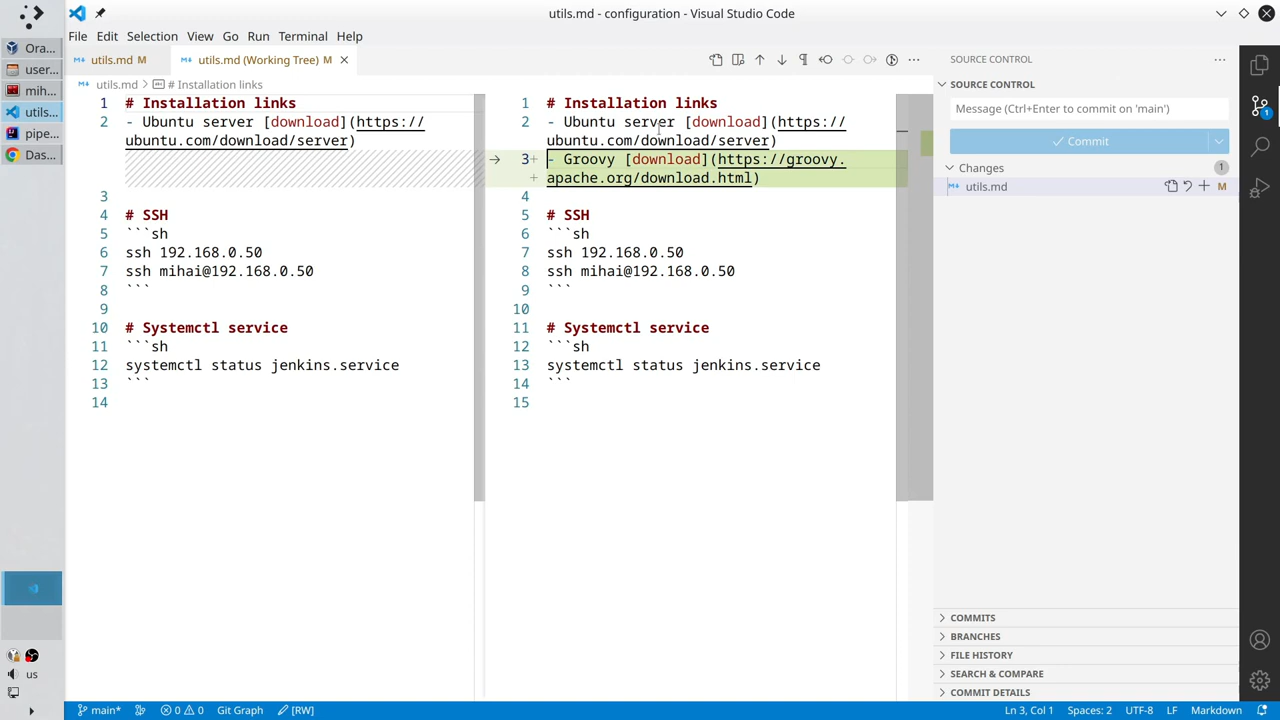 utils.md - configuration - Visual Studio Code
File Edit Selection View Go Run Terminal Help
Ora...
user...
mih...
utils...
pipe...
Das...
us
utils.md M
utils.md (Working Tree) M
utils.md > # Installation links
1 # Installation links
2 - Ubuntu server [download](https://
ubuntu.com/download/server)
3
4 # SSH
5 ```sh
6 ssh 192.168.0.50
7 ssh mihai@192.168.0.50
8 ```
9
10 # Systemctl service
11 ```sh
12 systemctl status jenkins.service
13 ```
14
1 # Installation links
2 - Ubuntu server [download](https://
ubuntu.com/download/server)
3+ - Groovy [download](https://groovy.
+ apache.org/download.html)
4
5 # SSH
6 ```sh
7 ssh 192.168.0.50
8 ssh mihai@192.168.0.50
9 ```
10
11 # Systemctl service
12 ```sh
13 systemctl status jenkins.service
14 ```
15
SOURCE CONTROL
SOURCE CONTROL
Message (Ctrl+Enter to commit on 'main')
Commit
Changes 1
utils.md M
COMMITS
BRANCHES
FILE HISTORY
SEARCH & COMPARE
COMMIT DETAILS
1
main* 0 0 Git Graph [RW] Ln 3, Col 1 Spaces: 2 UTF-8 LF Markdown